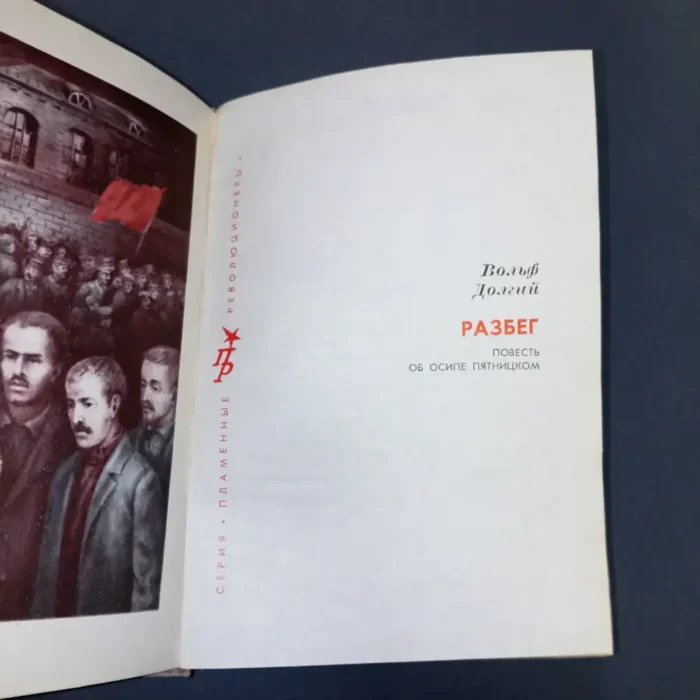 Вольф
Долгий
РАЗБЕГ
ПОВЕСТЬ
ОБ ОСИПЕ ПЯТНИЦКОМ
СЕРИЯ • ПЛАМЕННЫЕ ПР РЕВОЛЮЦИОНЕРЫ •